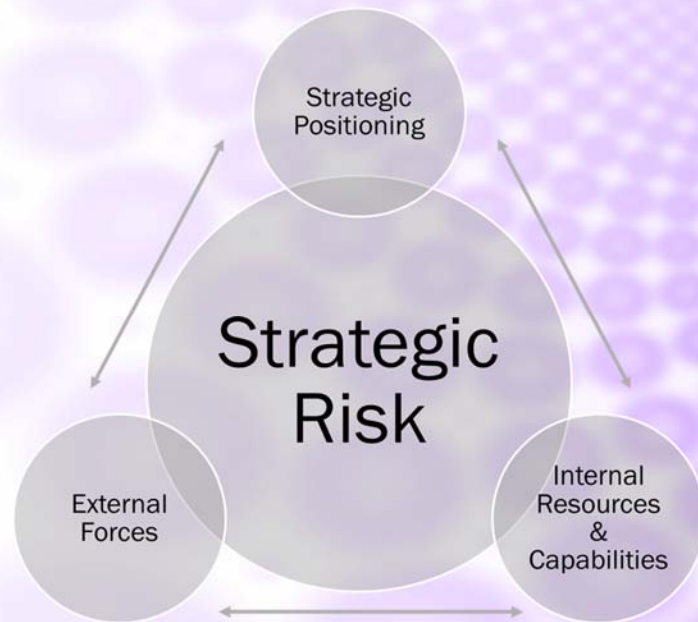 Strategic
Positioning
Strategic
Risk
External
Forces
Internal
Resources
&
Capabilities